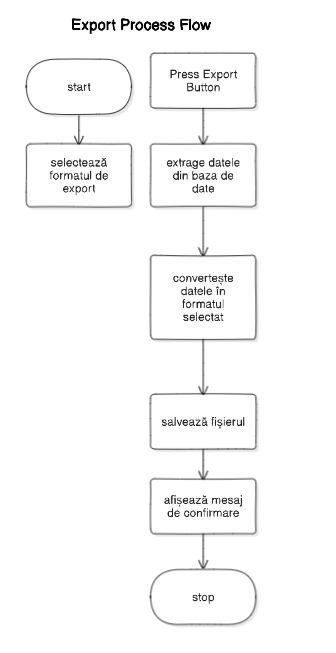 Export Process Flow
start
selectează
formatul de
export
Press Export
Button
extrage datele
din baza de
date
convertește
datele în
formatul
selectat
salvează fișierul
afișează mesaj
de confirmare
stop